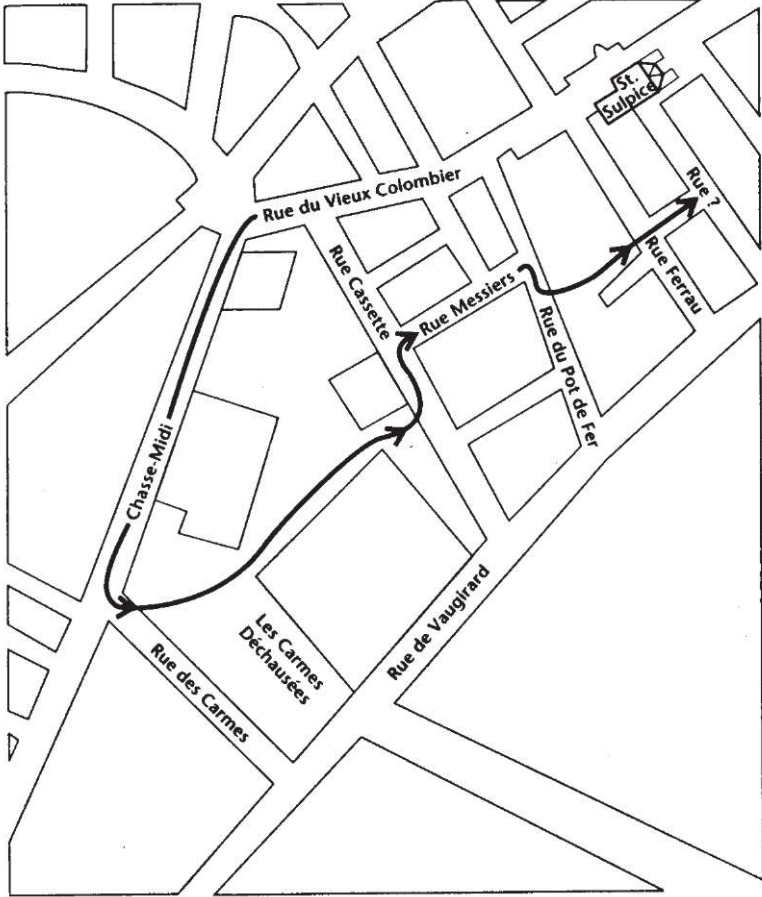 St.
Sulpice
Rue du Vieux Colombier
Rue ?
Rue Cassette
Rue Messiers
Rue Ferrau
Rue du Pot de Fer
Chasse-Midi
Rue de Vaugirard
Les Carmes
Déchausées
Rue des Carmes